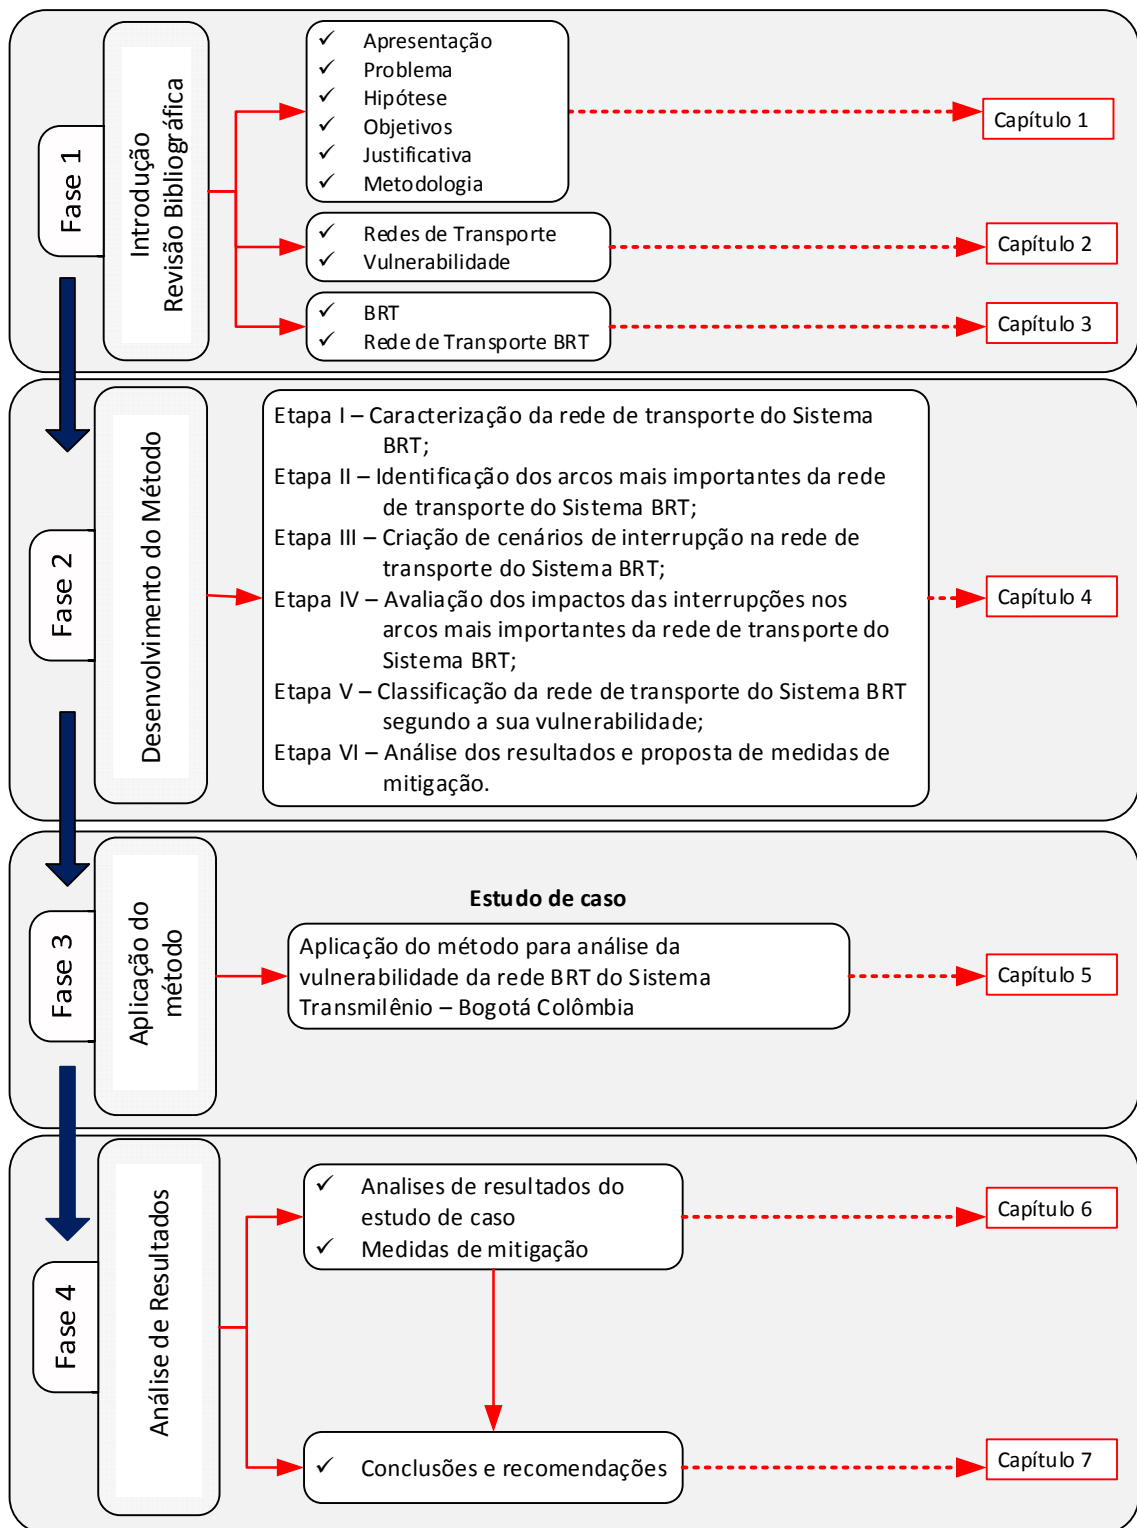 Fase 1
Introdução
Revisão Bibliográfica
✓ Apresentação
✓ Problema
✓ Hipótese
✓ Objetivos
✓ Justificativa
✓ Metodologia
Capítulo 1
✓ Redes de Transporte
✓ Vulnerabilidade
Capítulo 2
✓ BRT
✓ Rede de Transporte BRT
Capítulo 3
Fase 2
Desenvolvimento do Método
Etapa I – Caracterização da rede de transporte do Sistema
BRT;
Etapa II – Identificação dos arcos mais importantes da rede
de transporte do Sistema BRT;
Etapa III – Criação de cenários de interrupção na rede de
transporte do Sistema BRT;
Etapa IV – Avaliação dos impactos das interrupções nos
arcos mais importantes da rede de transporte do
Sistema BRT;
Etapa V – Classificação da rede de transporte do Sistema BRT
segundo a sua vulnerabilidade;
Etapa VI – Análise dos resultados e proposta de medidas de
mitigação.
Capítulo 4
Fase 3
Aplicação do
método
Estudo de caso
Aplicação do método para análise da
vulnerabilidade da rede BRT do Sistema
Transmilênio – Bogotá Colômbia
Capítulo 5
Fase 4
Análise de Resultados
✓ Analises de resultados do
estudo de caso
✓ Medidas de mitigação
Capítulo 6
✓ Conclusões e recomendações
Capítulo 7